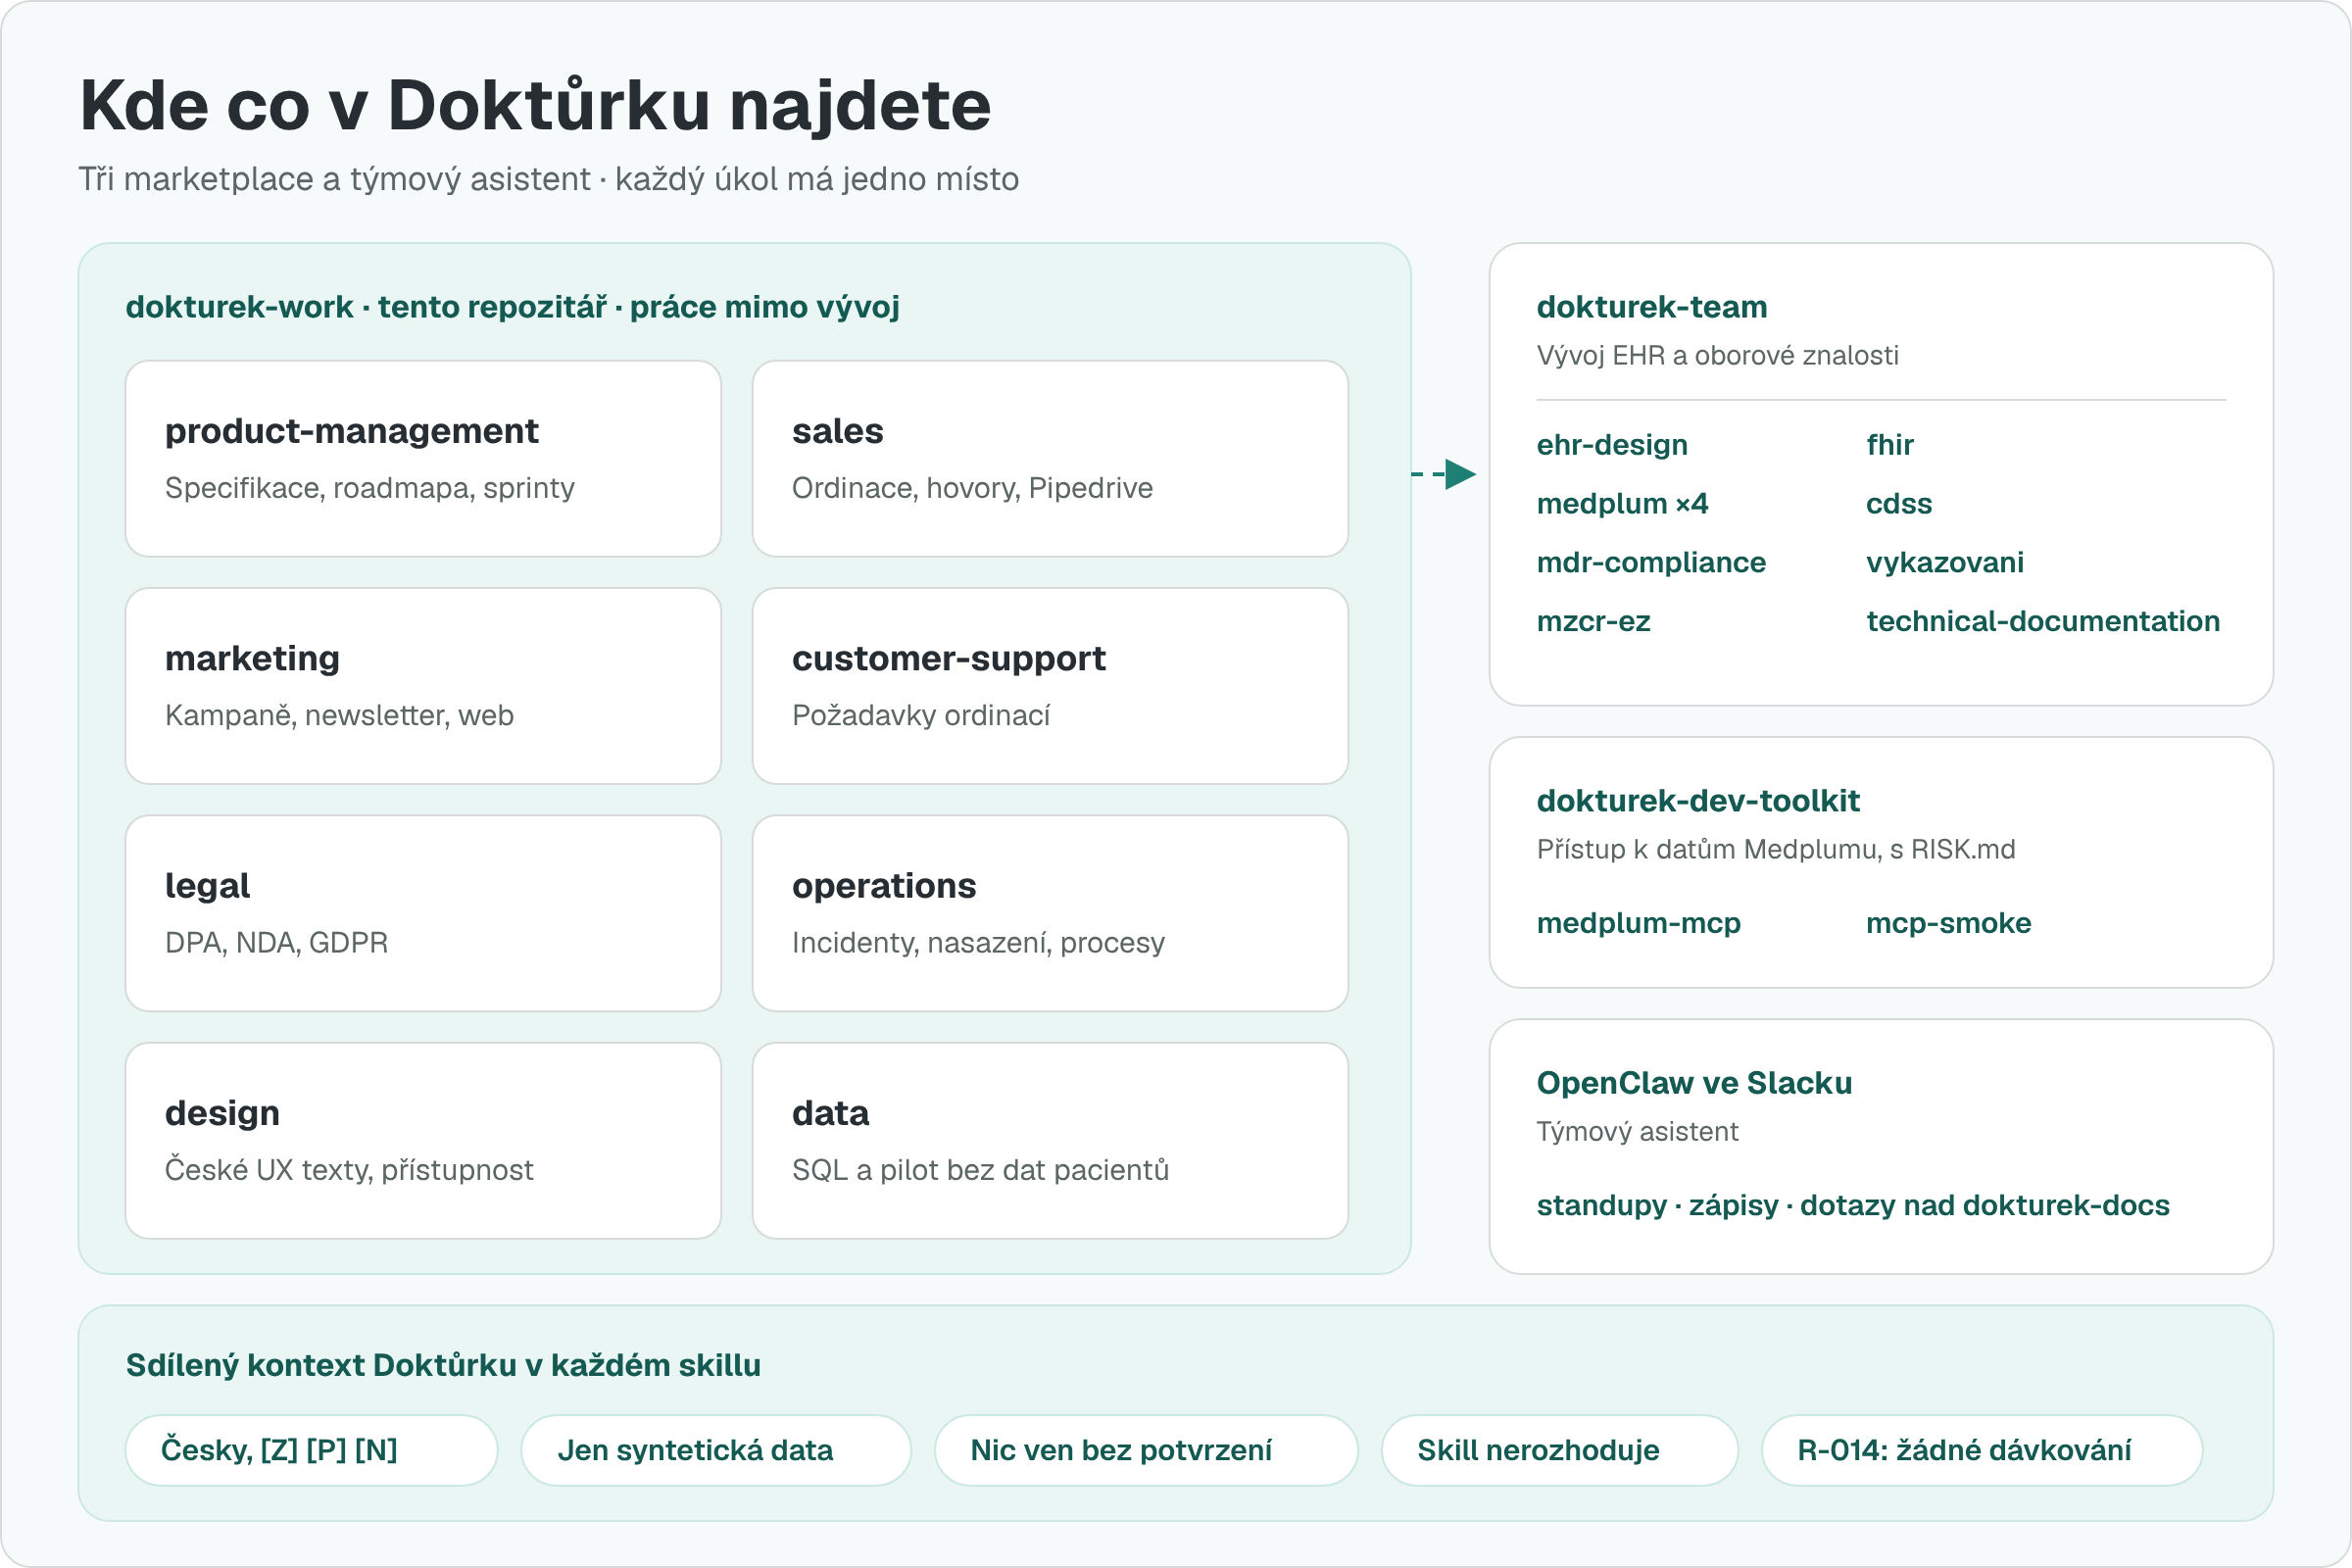 Kde co v Doktůrku najdete
Tři marketplace a týmový asistent · každý úkol má jedno místo
dokturek-work · tento repozitář · práce mimo vývoj
product-management
Specifikace, roadmapa, sprinty
sales
Ordinace, hovory, Pipedrive
marketing
Kampaně, newsletter, web
customer-support
Požadavky ordinací
legal
DPA, NDA, GDPR
operations
Incidenty, nasazení, procesy
design
České UX texty, přístupnost
data
SQL a pilot bez dat pacientů
dokturek-team
Vývoj EHR a oborové znalosti
ehr-design
fhir
medplum ×4
cdss
mdr-compliance
vykazovani
mzcr-ez
technical-documentation
dokturek-dev-toolkit
Přístup k datům Medplumu, s RISK.md
medplum-mcp
mcp-smoke
OpenClaw ve Slacku
Týmový asistent
standupy · zápisy · dotazy nad dokturek-docs
Sdílený kontext Doktůrku v každém skillu
Česky, [Z] [P] [N]
Jen syntetická data
Nic ven bez potvrzení
Skill nerozhoduje
R-014: žádné dávkování